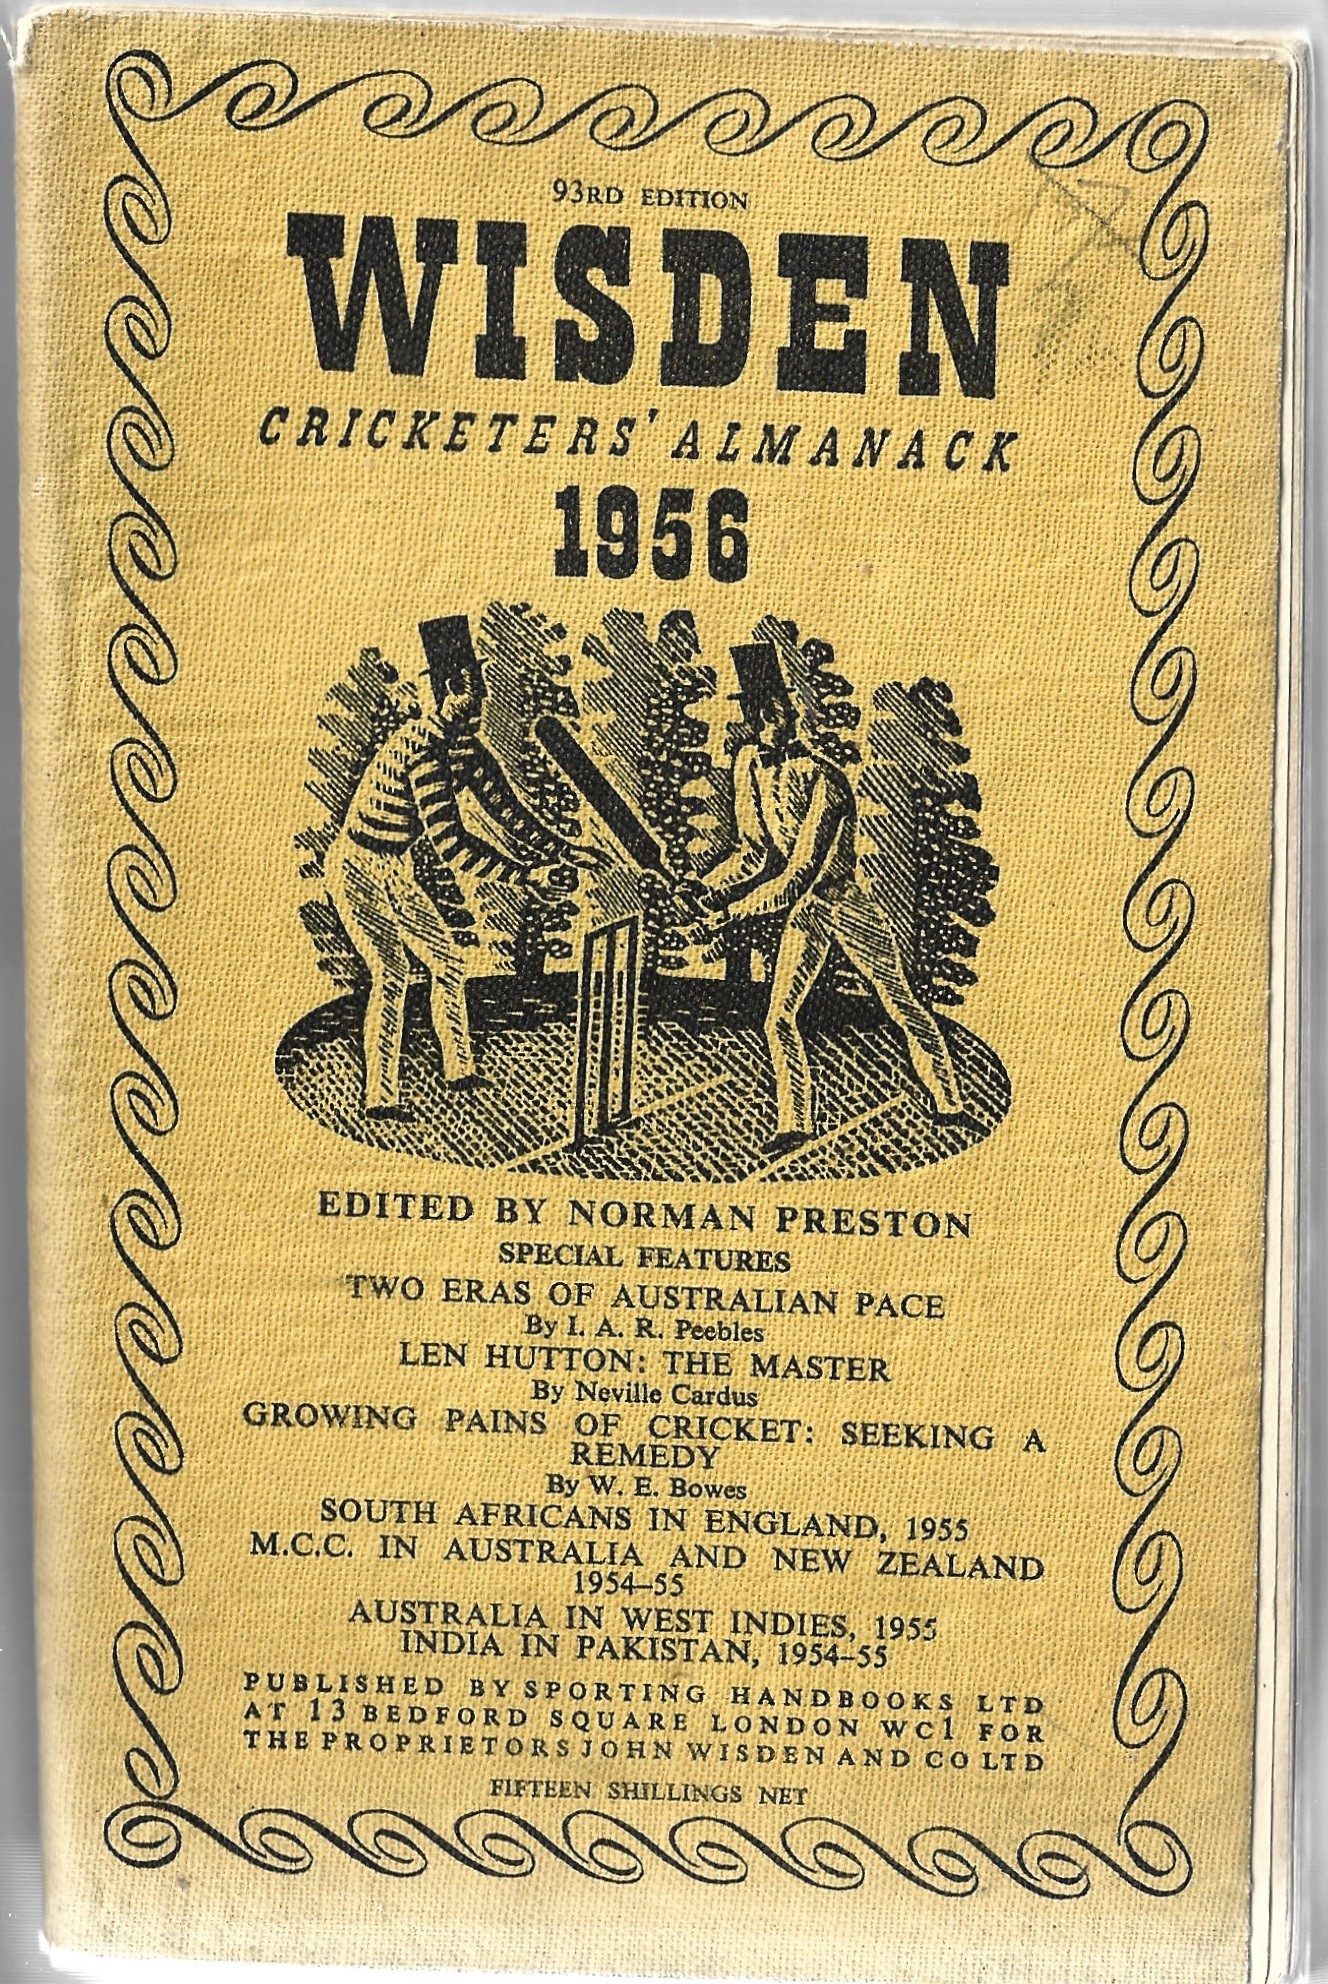 93RD EDITION
WISDEN
CRICKETERS' ALMANACK
1956
EDITED BY NORMAN PRESTON
SPECIAL FEATURES
TWO ERAS OF AUSTRALIAN PACE
By I. A. R. Peebles
LEN HUTTON: THE MASTER
By Neville Cardus
GROWING PAINS OF CRICKET: SEEKING A
REMEDY
By W. E. Bowes
SOUTH AFRICANS IN ENGLAND, 1955
M.C.C. IN AUSTRALIA AND NEW ZEALAND
1954–55
AUSTRALIA IN WEST INDIES, 1955
INDIA IN PAKISTAN, 1954–55
PUBLISHED BY SPORTING HANDBOOKS LTD
AT 13 BEDFORD SQUARE LONDON WC1 FOR
THE PROPRIETORS JOHN WISDEN AND CO LTD
FIFTEEN SHILLINGS NET